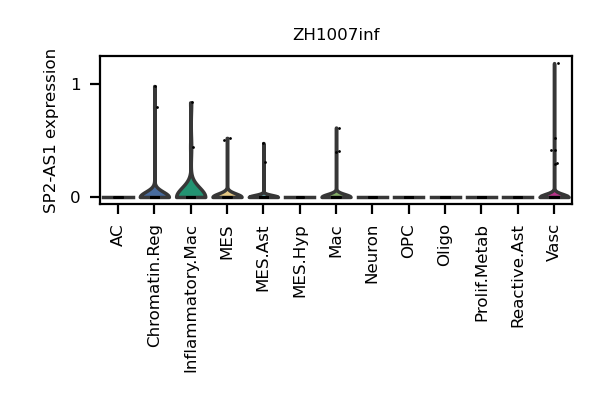 ZH1007inf
SP2-AS1 expression
1
0
AC
Chromatin.Reg
Inflammatory.Mac
MES
MES.Ast
MES.Hyp
Mac
Neuron
OPC
Oligo
Prolif.Metab
Reactive.Ast
Vasc